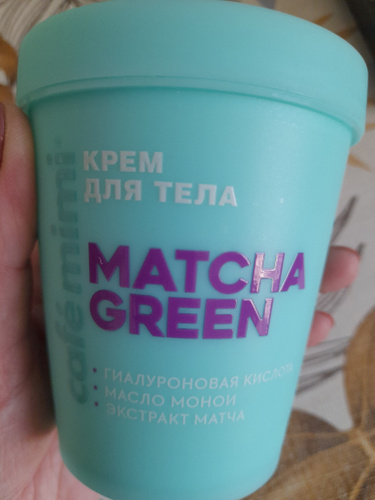 café mimi
КРЕМ
ДЛЯ ТЕЛА
MATCHA
GREEN
• ГИАЛУРОНОВАЯ КИСЛОТА
• МАСЛО МОНОИ
• ЭКСТРАКТ МАТЧА